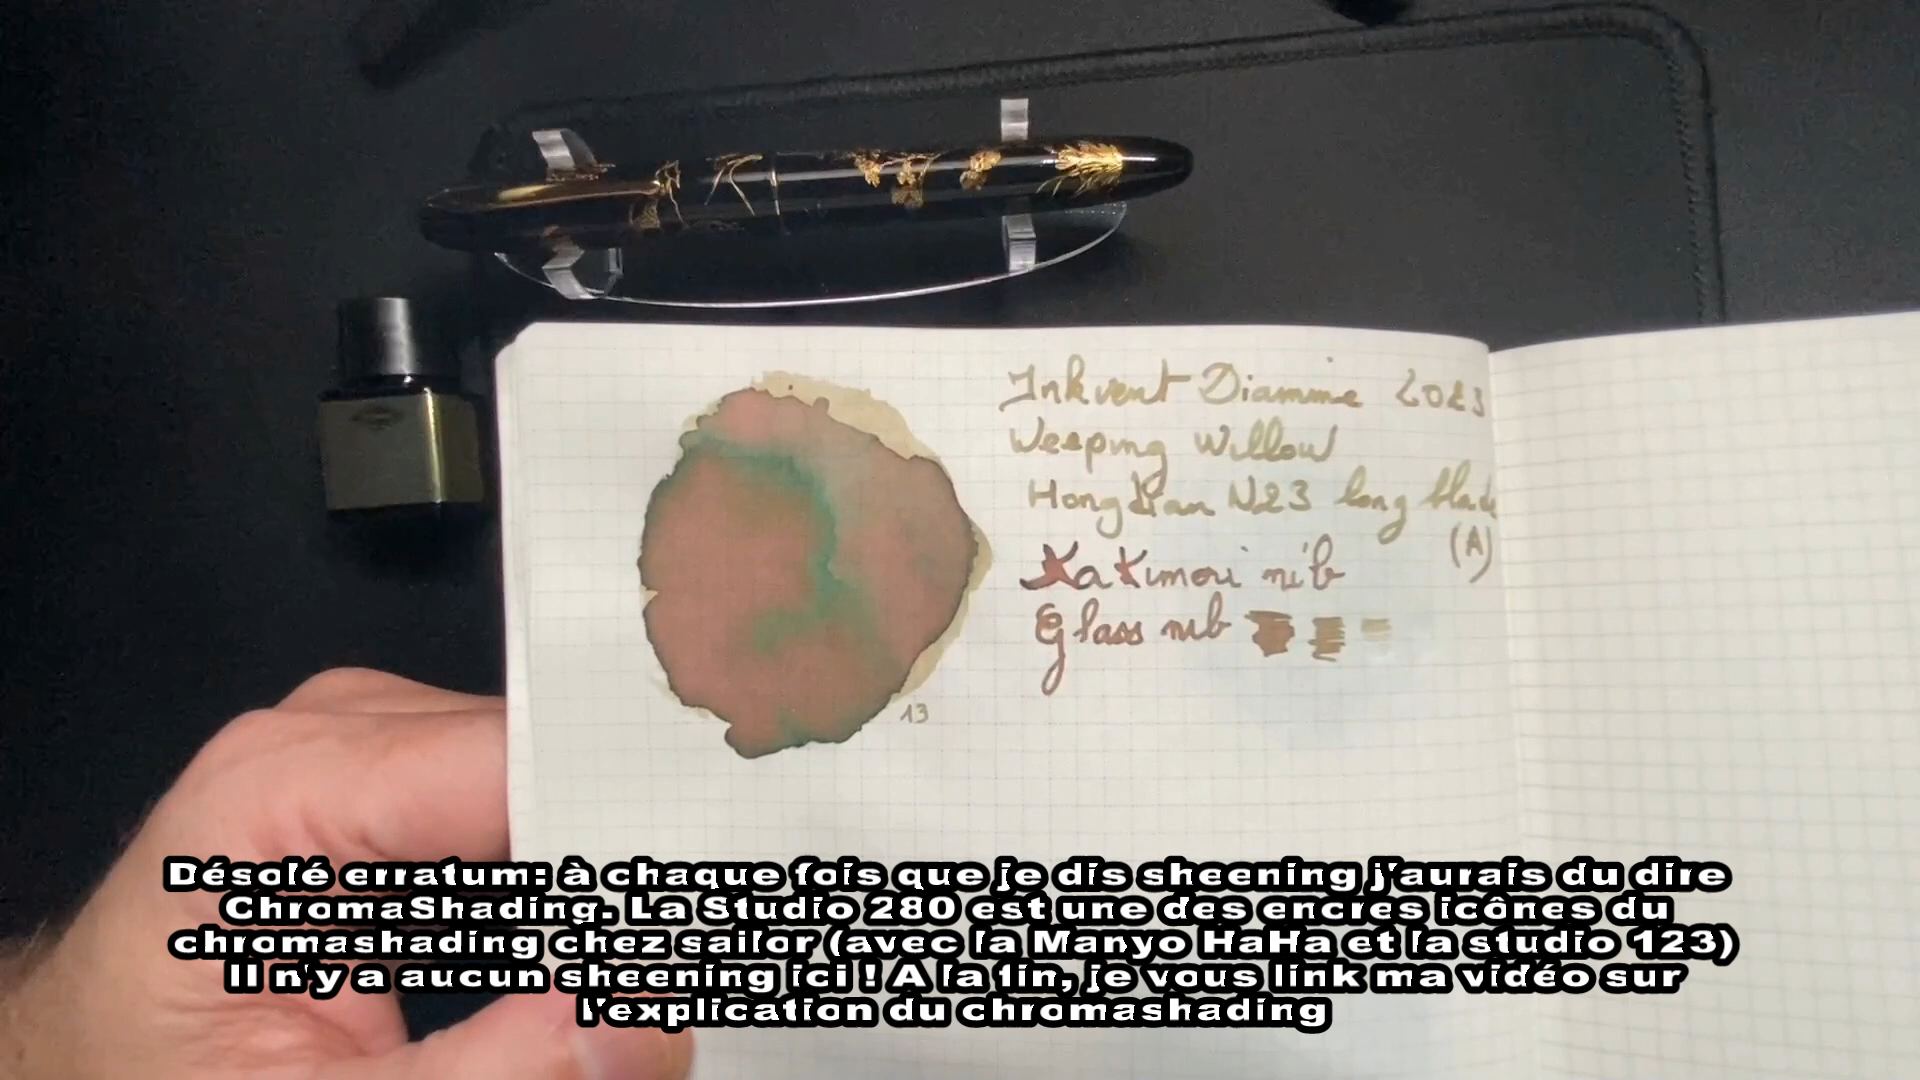 Inkvent Diamine 2023
Weeping Willow
HongDian N23 long blade
(A)
Kakimori nib
Glass nib
13
Désolé erratum: à chaque fois que je dis sheening j'aurais du dire
ChromaShading. La Studio 280 est une des encres icônes du
chromashading chez sailor (avec la Manyo HaHa et la studio 123)
Il n'y a aucun sheening ici ! A la fin, je vous link ma vidéo sur
l'explication du chromashading